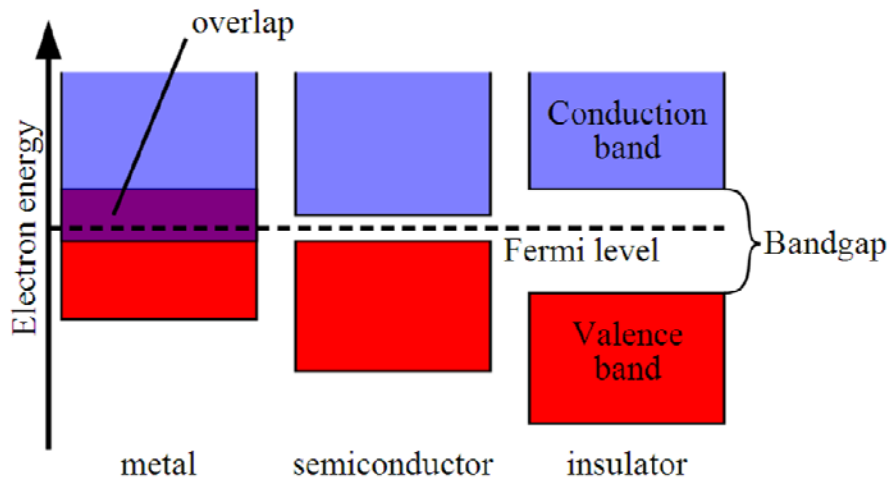 overlap
Electron energy
Conduction
band
Fermi level
Bandgap
Valence
band
metal
semiconductor
insulator